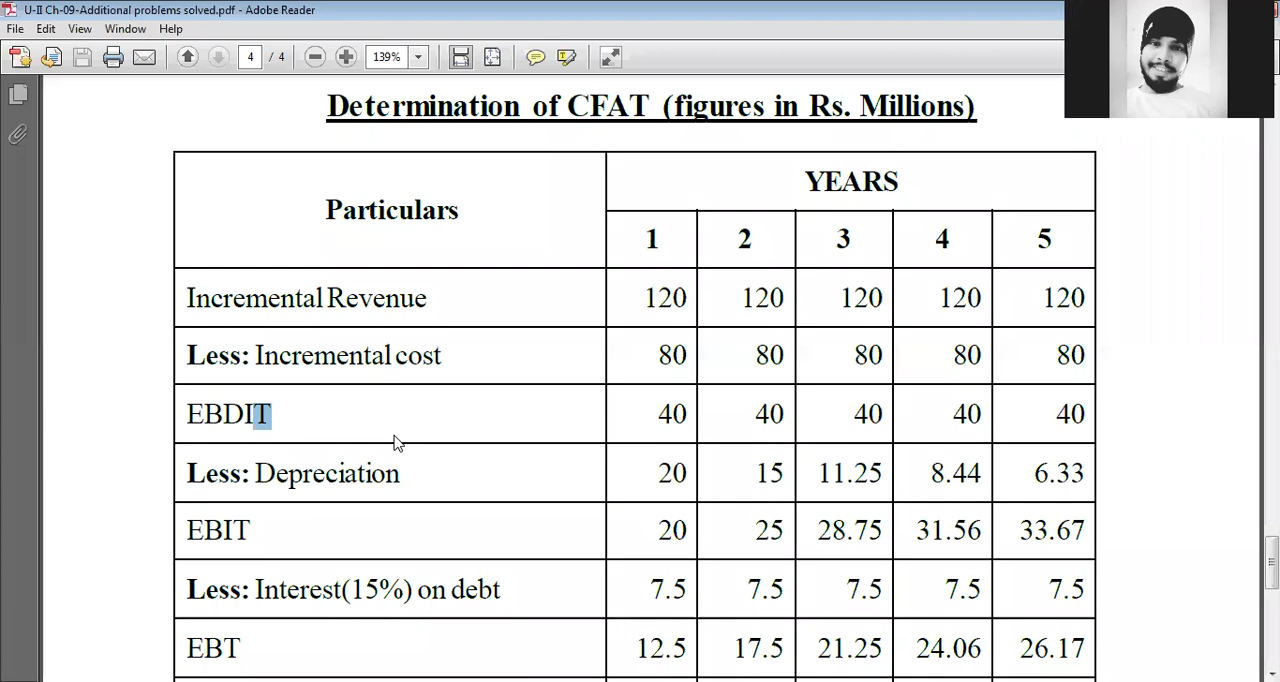 U-II Ch-09-Additional problems solved.pdf - Adobe Reader
File Edit View Window Help
4 / 4 139%
Determination of CFAT (figures in Rs. Millions)
Particulars YEARS
1 2 3 4 5
Incremental Revenue 120 120 120 120 120
Less: Incremental cost 80 80 80 80 80
EBDIT 40 40 40 40 40
Less: Depreciation 20 15 11.25 8.44 6.33
EBIT 20 25 28.75 31.56 33.67
Less: Interest(15%) on debt 7.5 7.5 7.5 7.5 7.5
EBT 12.5 17.5 21.25 24.06 26.17